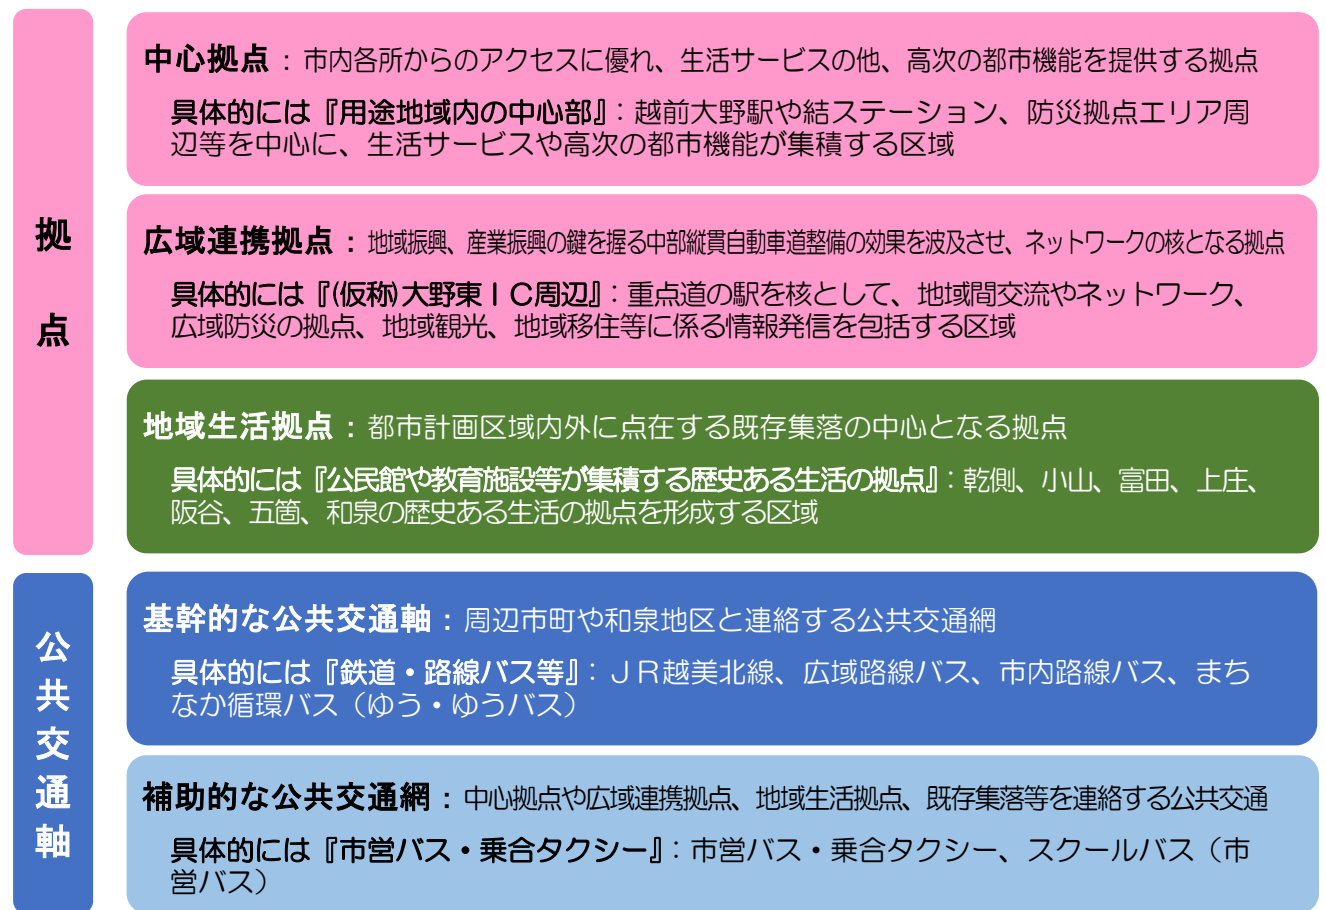 拠点
中心拠点：市内各所からのアクセスに優れ、生活サービスの他、高次の都市機能を提供する拠点
具体的には『用途地域内の中心部』：越前大野駅や結ステーション、防災拠点エリア周
辺等を中心に、生活サービスや高次の都市機能が集積する区域
広域連携拠点：地域振興、産業振興の鍵を握る中部縦貫自動車道整備の効果を波及させ、ネットワークの核となる拠点
具体的には『(仮称)大野東ＩＣ周辺』：重点道の駅を核として、地域間交流やネットワーク、
広域防災の拠点、地域観光、地域移住等に係る情報発信を包括する区域
地域生活拠点：都市計画区域内外に点在する既存集落の中心となる拠点
具体的には『公民館や教育施設等が集積する歴史ある生活の拠点』：乾側、小山、富田、上庄、
阪谷、五箇、和泉の歴史ある生活の拠点を形成する区域
公共交通軸
基幹的な公共交通軸：周辺市町や和泉地区と連絡する公共交通網
具体的には『鉄道・路線バス等』：ＪＲ越美北線、広域路線バス、市内路線バス、まち
なか循環バス（ゆう・ゆうバス）
補助的な公共交通網：中心拠点や広域連携拠点、地域生活拠点、既存集落等を連絡する公共交通
具体的には『市営バス・乗合タクシー』：市営バス・乗合タクシー、スクールバス（市
営バス）